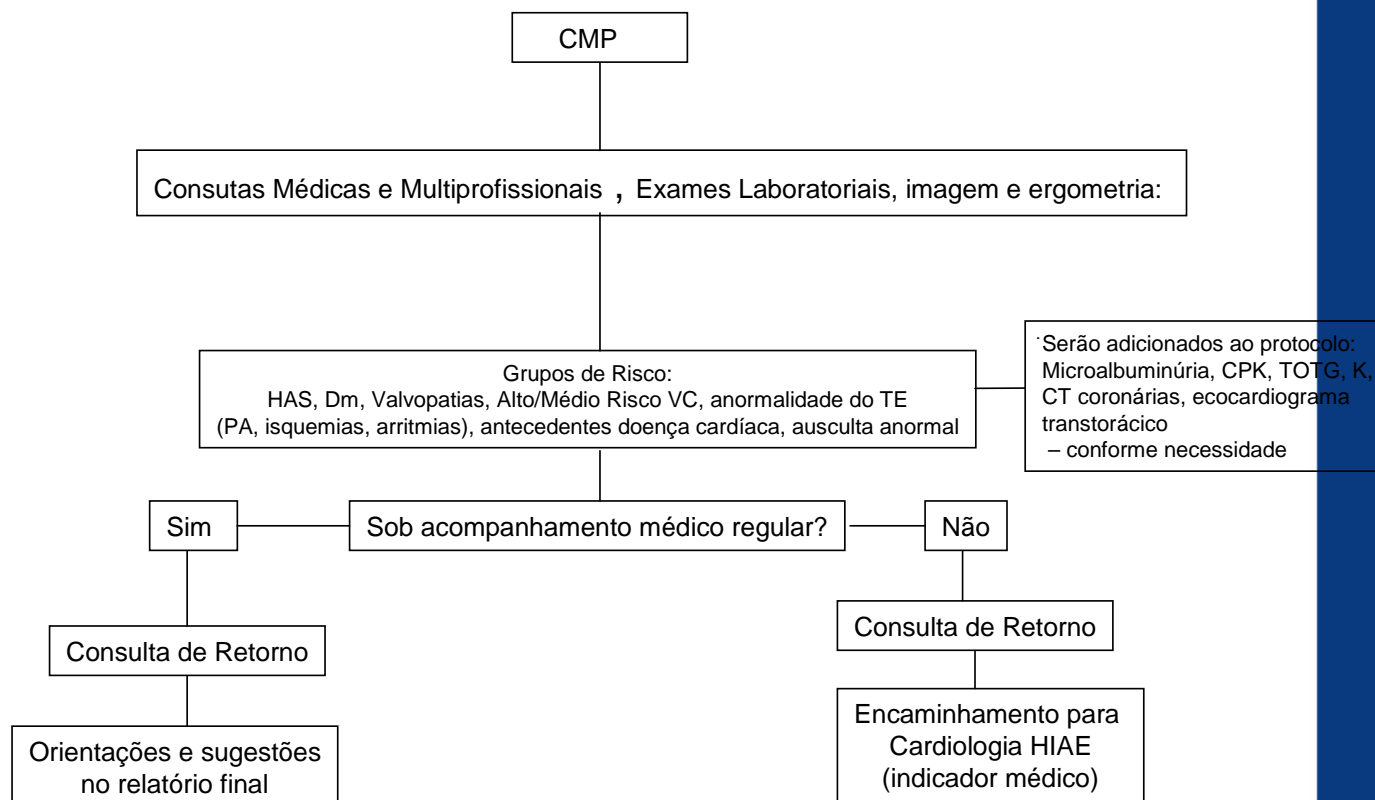 CMP
Consutas Médicas e Multiprofissionais , Exames Laboratoriais, imagem e ergometria:
Grupos de Risco:
HAS, Dm, Valvopatias, Alto/Médio Risco VC, anormalidade do TE
(PA, isquemias, arritmias), antecedentes doença cardíaca, ausculta anormal
Serão adicionados ao protocolo:
Microalbuminúria, CPK, TOTG, K,
CT coronárias, ecocardiograma
transtorácico
– conforme necessidade
Sim
Sob acompanhamento médico regular?
Não
Consulta de Retorno
Consulta de Retorno
Orientações e sugestões
no relatório final
Encaminhamento para
Cardiologia HIAE
(indicador médico)